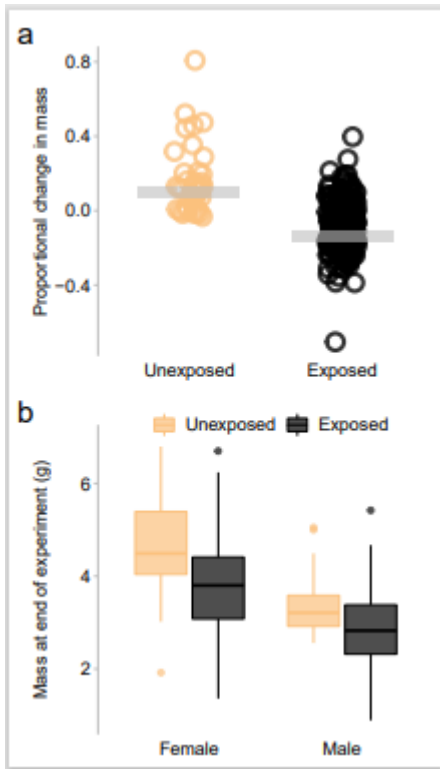 a
Proportional change in mass
0.8
0.4
0.0
−0.4
Unexposed Exposed
b
Unexposed Exposed
Mass at end of experiment (g)
6
4
2
Female Male